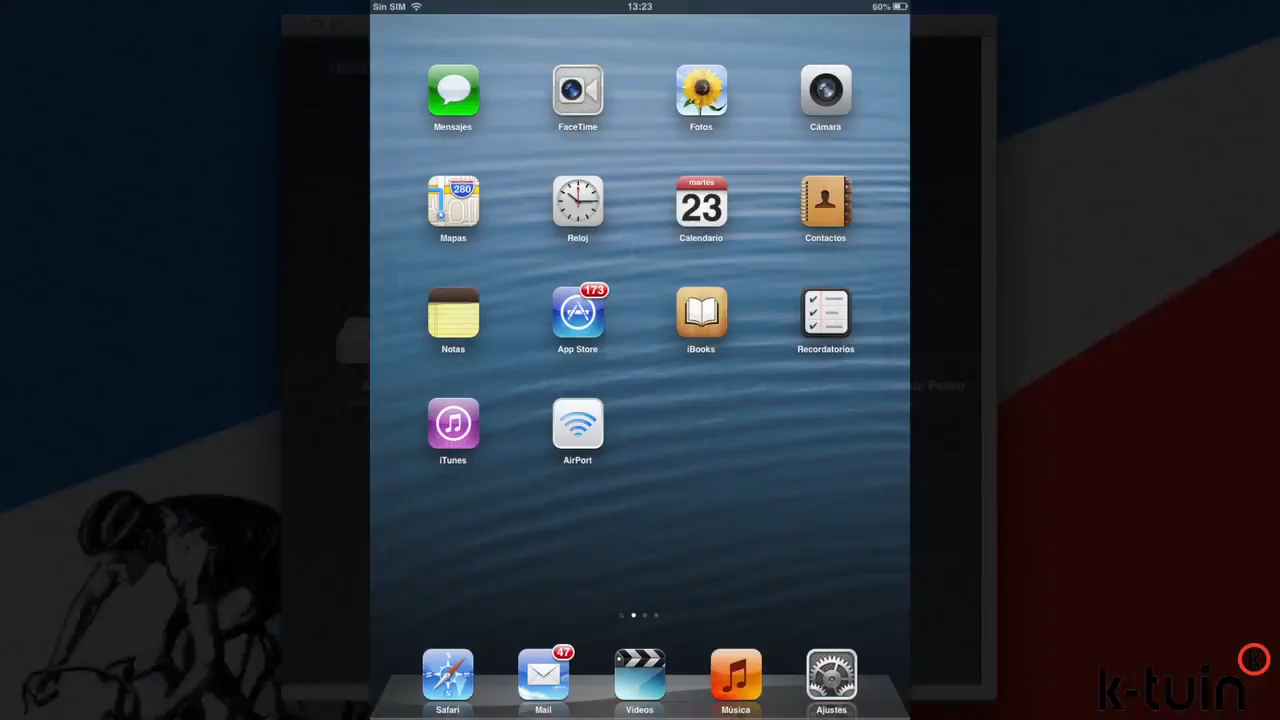 Sin SIM 13:23 60%
Mensajes FaceTime Fotos Cámara
280 martes 23
Mapas Reloj Calendario Contactos
173
Notas App Store iBooks Recordatorios
iTunes AirPort
47
Safari Mail Vídeos Música Ajustes
k-tuin k